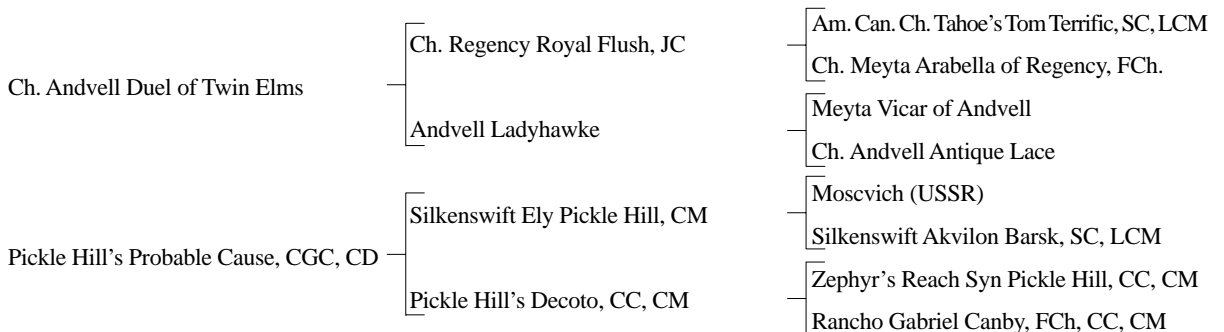 Am. Can. Ch. Tahoe’s Tom Terrific, SC, LCM
Ch. Regency Royal Flush, JC
Ch. Meyta Arabella of Regency, FCh.
Ch. Andvell Duel of Twin Elms
Meyta Vicar of Andvell
Andvell Ladyhawke
Ch. Andvell Antique Lace
Moscvich (USSR)
Silkenswift Ely Pickle Hill, CM
Silkenswift Akvilon Barsk, SC, LCM
Pickle Hill’s Probable Cause, CGC, CD
Zephyr’s Reach Syn Pickle Hill, CC, CM
Pickle Hill’s Decoto, CC, CM
Rancho Gabriel Canby, FCh, CC, CM